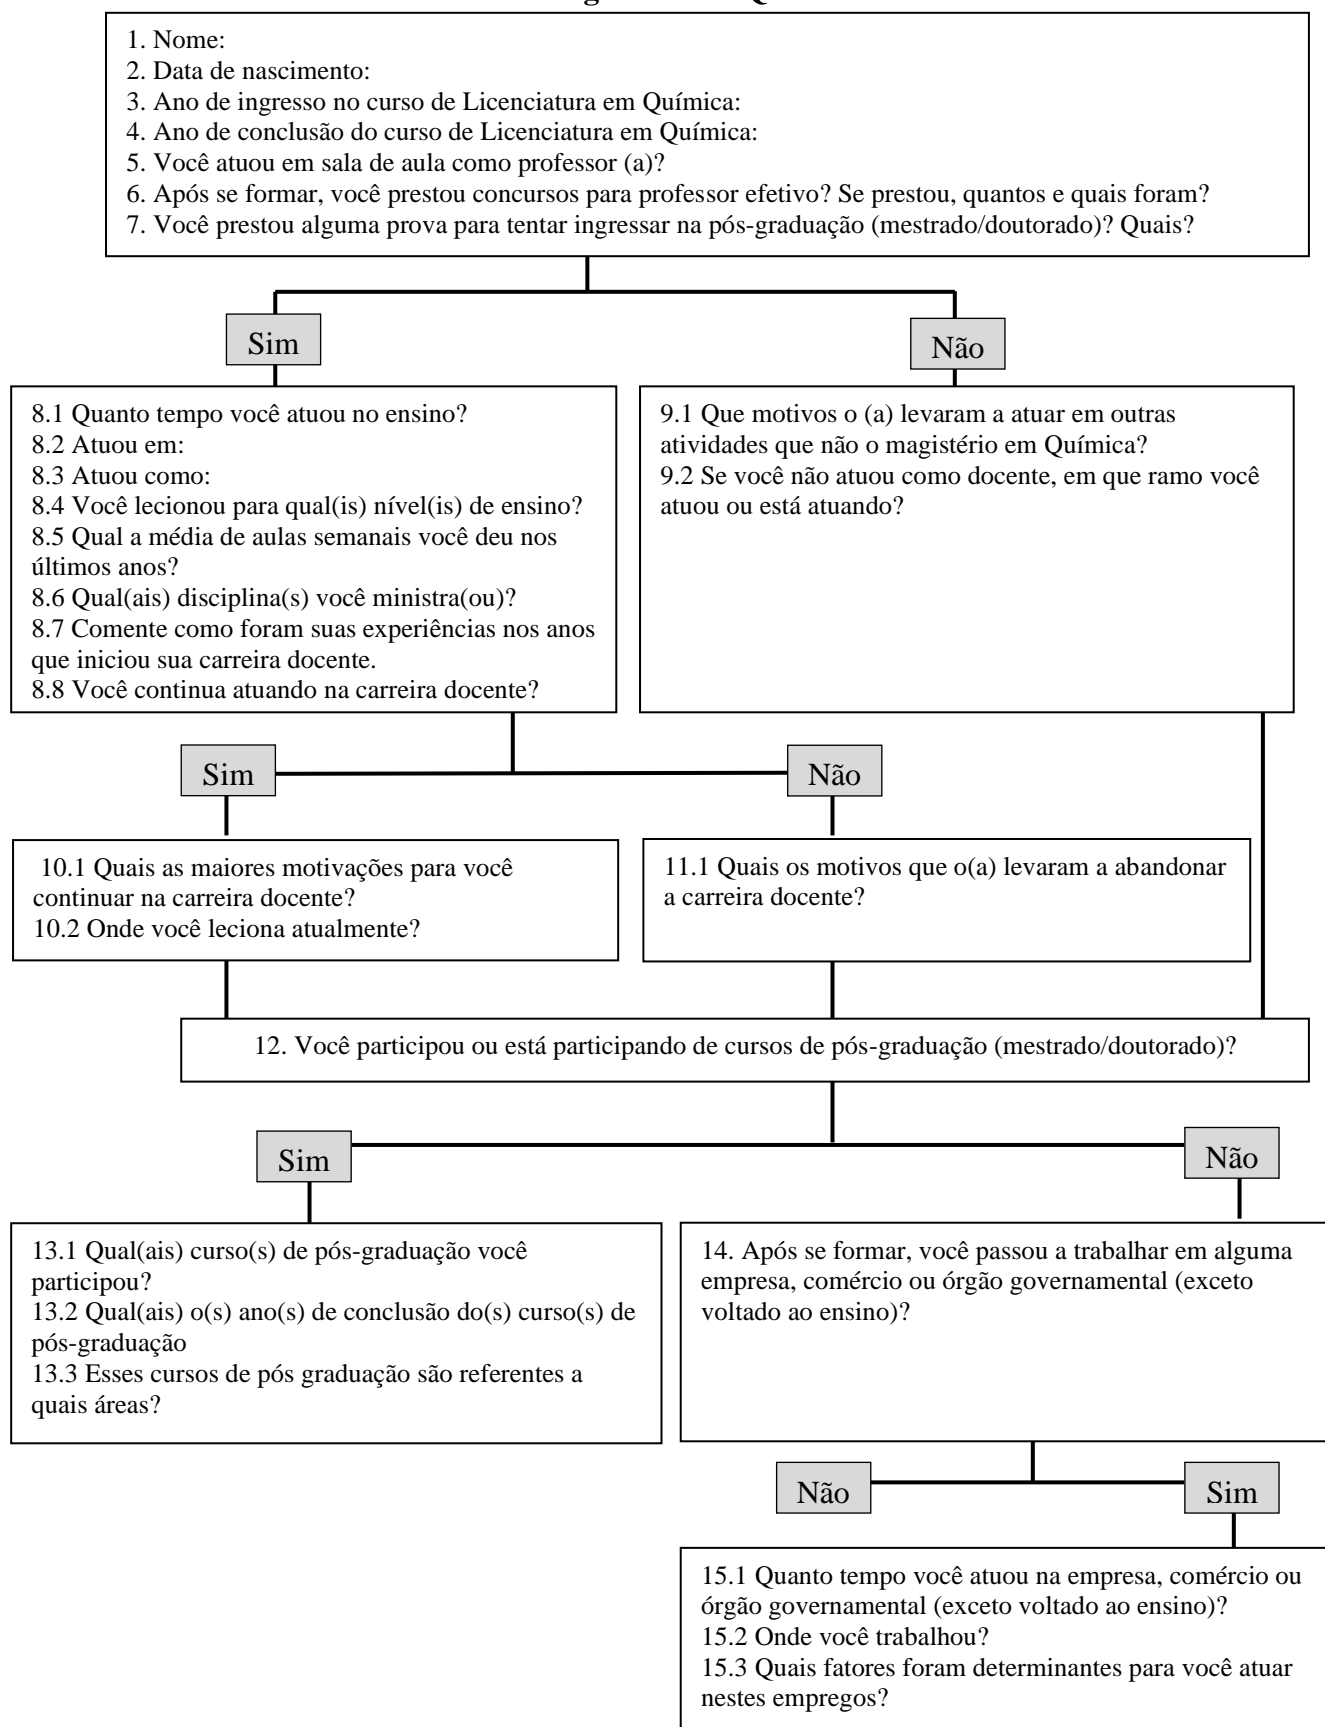 1. Nome:
2. Data de nascimento:
3. Ano de ingresso no curso de Licenciatura em Química:
4. Ano de conclusão do curso de Licenciatura em Química:
5. Você atuou em sala de aula como professor (a)?
6. Após se formar, você prestou concursos para professor efetivo? Se prestou, quantos e quais foram?
7. Você prestou alguma prova para tentar ingressar na pós-graduação (mestrado/doutorado)? Quais?
Sim
Não
8.1 Quanto tempo você atuou no ensino?
8.2 Atuou em:
8.3 Atuou como:
8.4 Você lecionou para qual(is) nível(is) de ensino?
8.5 Qual a média de aulas semanais você deu nos
últimos anos?
8.6 Qual(ais) disciplina(s) você ministra(ou)?
8.7 Comente como foram suas experiências nos anos
que iniciou sua carreira docente.
8.8 Você continua atuando na carreira docente?
9.1 Que motivos o (a) levaram a atuar em outras
atividades que não o magistério em Química?
9.2 Se você não atuou como docente, em que ramo você
atuou ou está atuando?
Sim
Não
10.1 Quais as maiores motivações para você
continuar na carreira docente?
10.2 Onde você leciona atualmente?
11.1 Quais os motivos que o(a) levaram a abandonar
a carreira docente?
12. Você participou ou está participando de cursos de pós-graduação (mestrado/doutorado)?
Sim
Não
13.1 Qual(ais) curso(s) de pós-graduação você
participou?
13.2 Qual(ais) o(s) ano(s) de conclusão do(s) curso(s) de
pós-graduação
13.3 Esses cursos de pós graduação são referentes a
quais áreas?
14. Após se formar, você passou a trabalhar em alguma
empresa, comércio ou órgão governamental (exceto
voltado ao ensino)?
Não
Sim
15.1 Quanto tempo você atuou na empresa, comércio ou
órgão governamental (exceto voltado ao ensino)?
15.2 Onde você trabalhou?
15.3 Quais fatores foram determinantes para você atuar
nestes empregos?